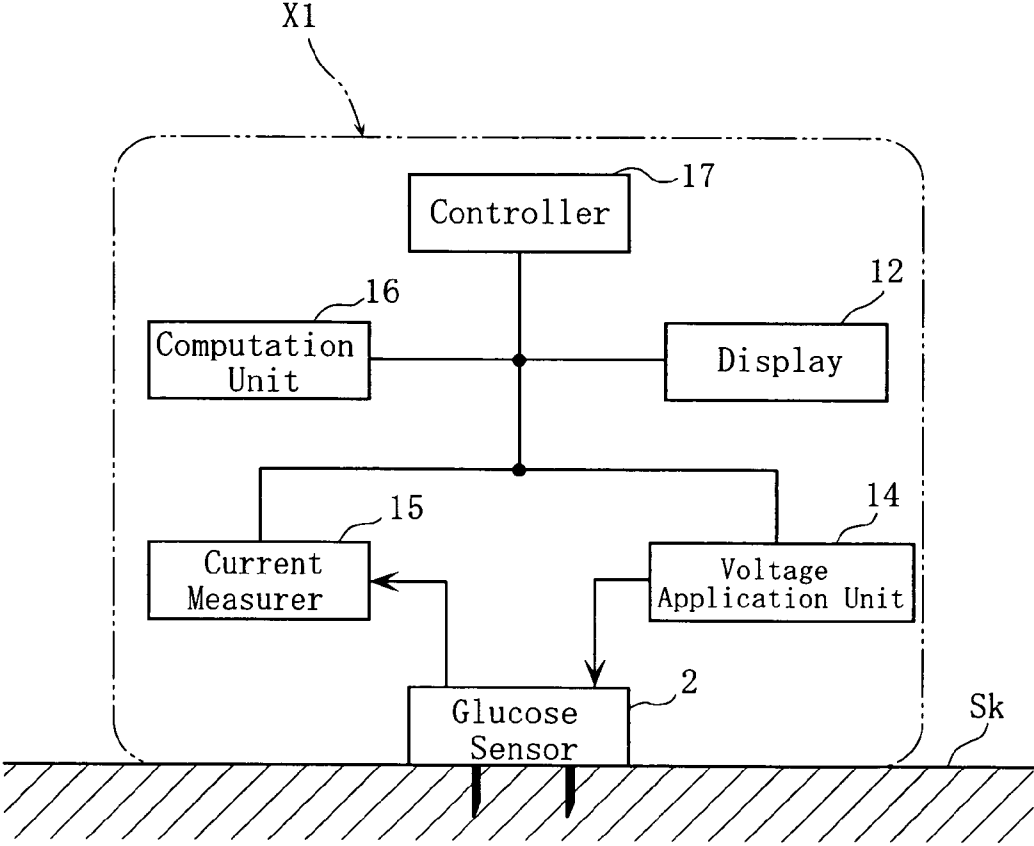 X1
17
Controller
16
Computation
Unit
12
Display
15
Current
Measurer
14
Voltage
Application Unit
2
Glucose
Sensor
Sk